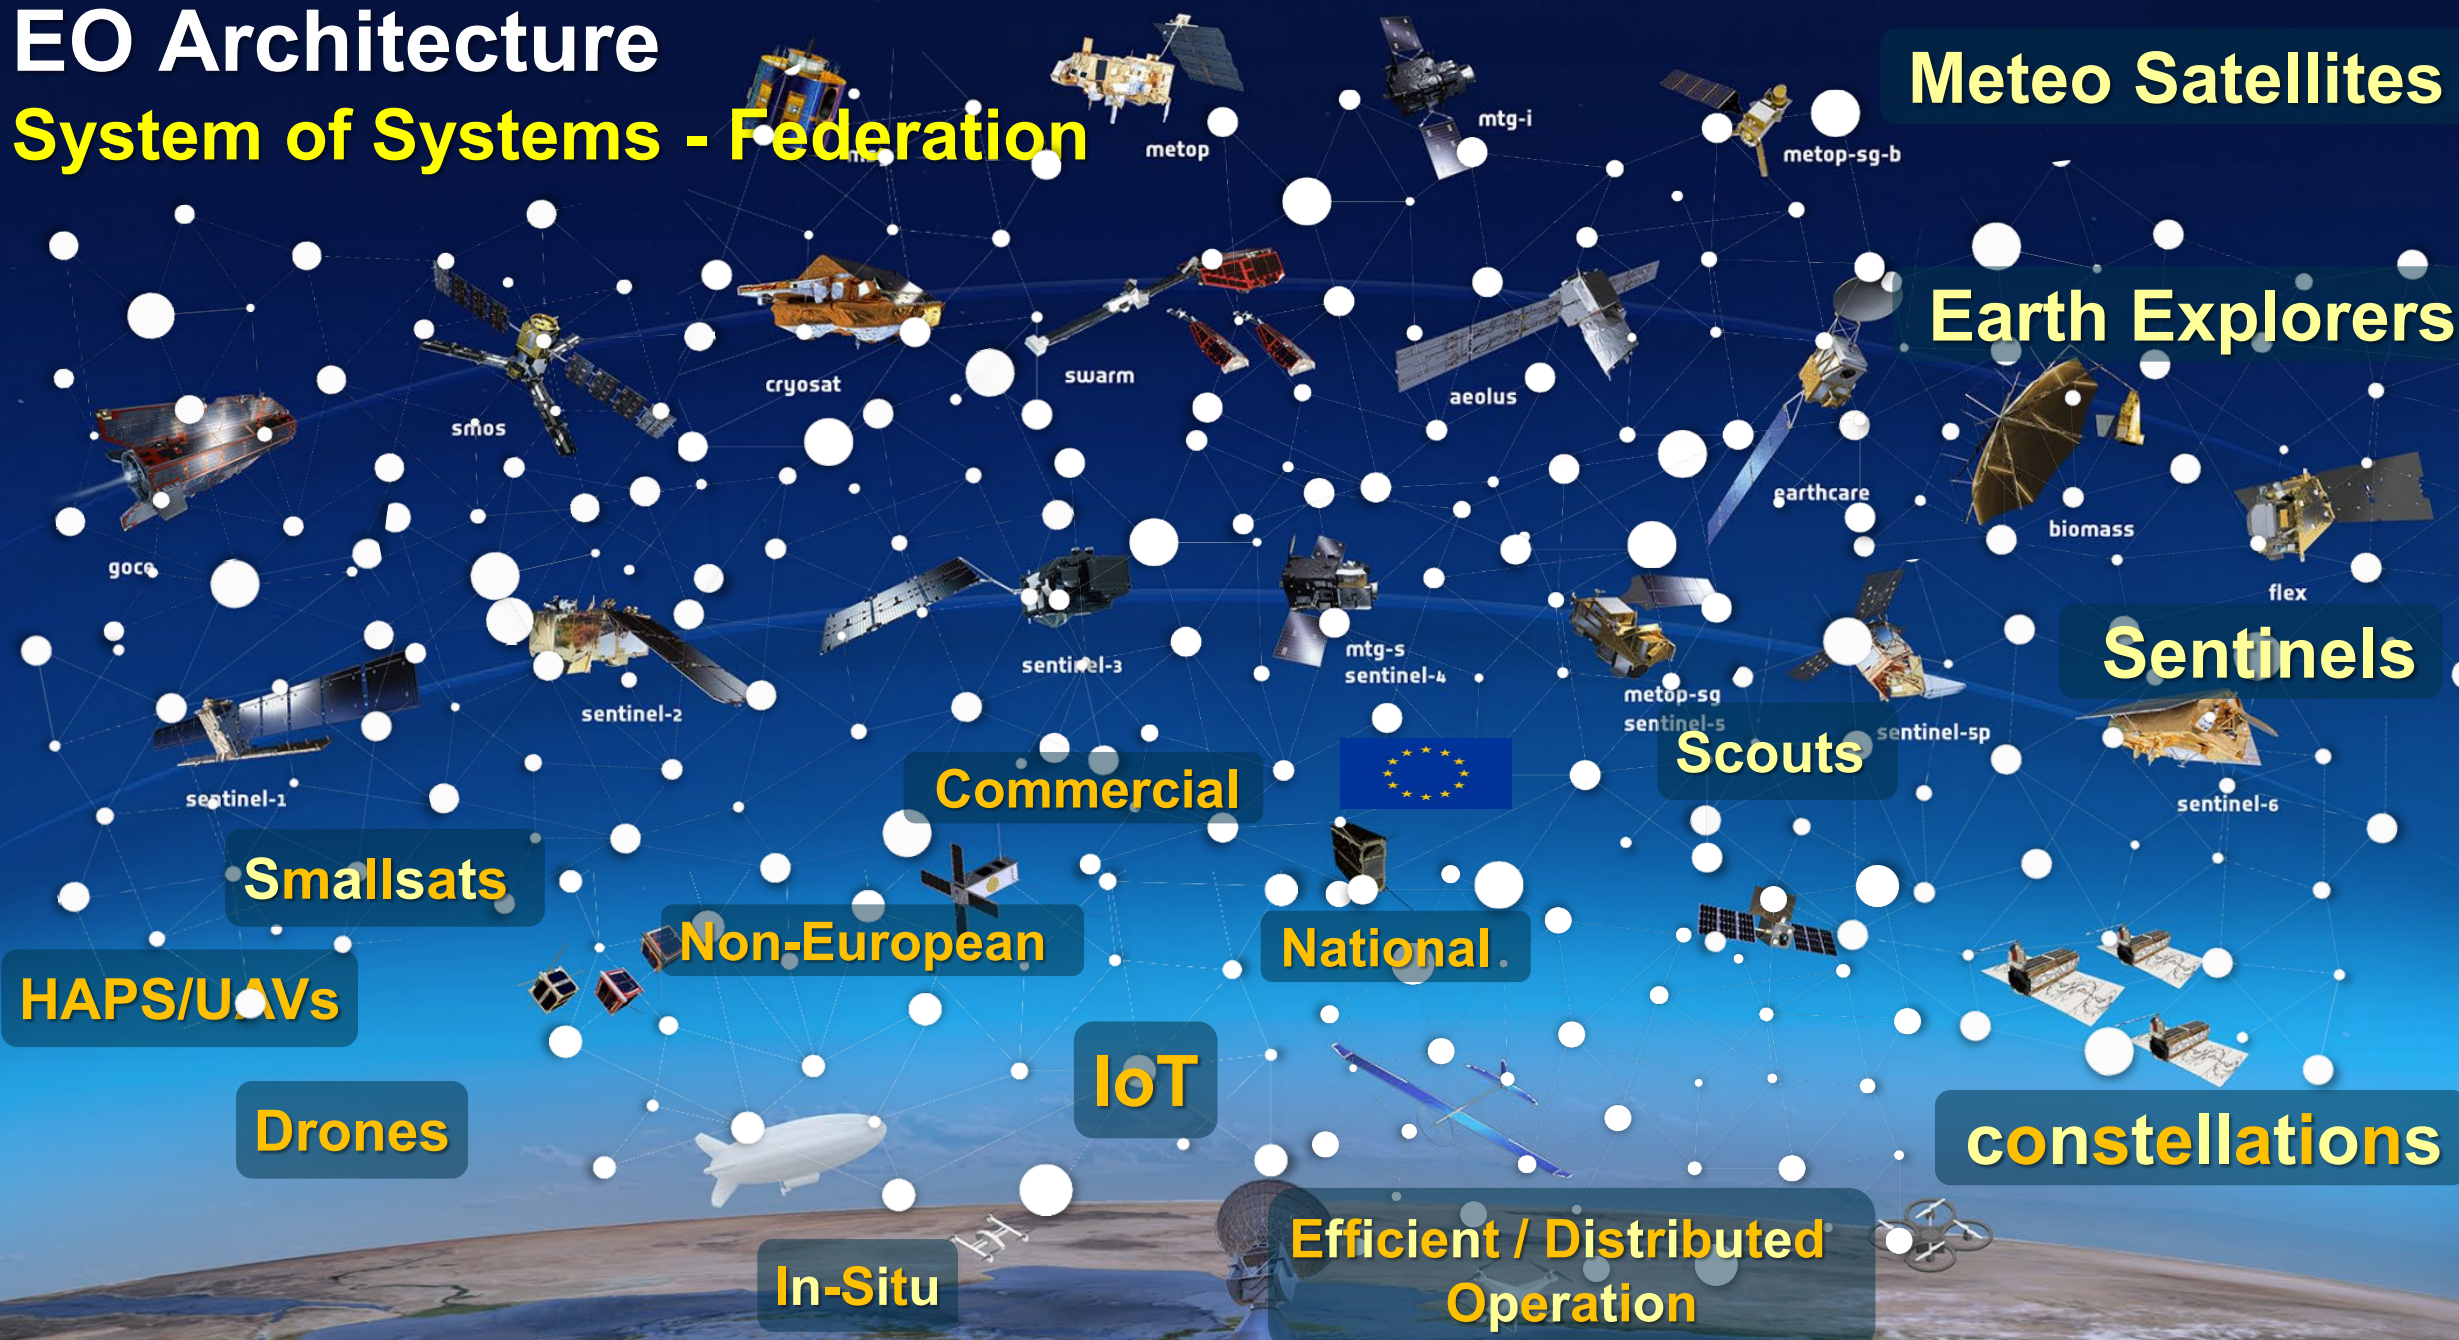 EO Architecture
System of Systems - Federation
Meteo Satellites
metop
mtg-i
metop-sg-b
Earth Explorers
goce
smos
cryosat
swarm
aeolus
earthcare
biomass
flex
Sentinels
sentinel-1
sentinel-2
sentinel-3
mtg-s
sentinel-4
metop-sg
sentinel-5
sentinel-5p
sentinel-6
Scouts
Commercial
Smallsats
Non-European
National
HAPS/UAVs
IoT
Drones
constellations
In-Situ
Efficient / Distributed
Operation